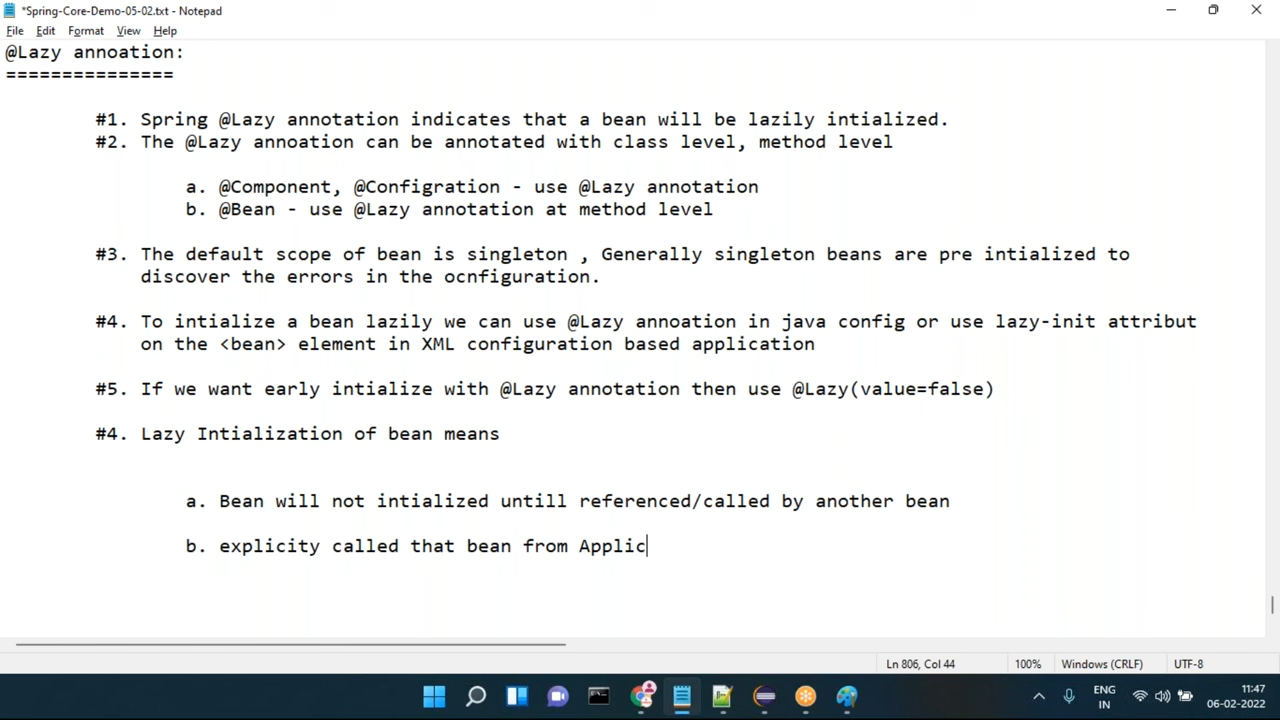 *Spring-Core-Demo-05-02.txt - Notepad
File Edit Format View Help
@Lazy annoation:
===============
#1. Spring @Lazy annotation indicates that a bean will be lazily intialized.
#2. The @Lazy annoation can be annotated with class level, method level
a. @Component, @Configration - use @Lazy annotation
b. @Bean - use @Lazy annotation at method level
#3. The default scope of bean is singleton , Generally singleton beans are pre intialized to
discover the errors in the ocnfiguration.
#4. To intialize a bean lazily we can use @Lazy annoation in java config or use lazy-init attribut
on the <bean> element in XML configuration based application
#5. If we want early intialize with @Lazy annotation then use @Lazy(value=false)
#4. Lazy Intialization of bean means
a. Bean will not intialized untill referenced/called by another bean
b. explicity called that bean from Applic
Ln 806, Col 44 100% Windows (CRLF) UTF-8
ENG 11:47
IN 06-02-2022